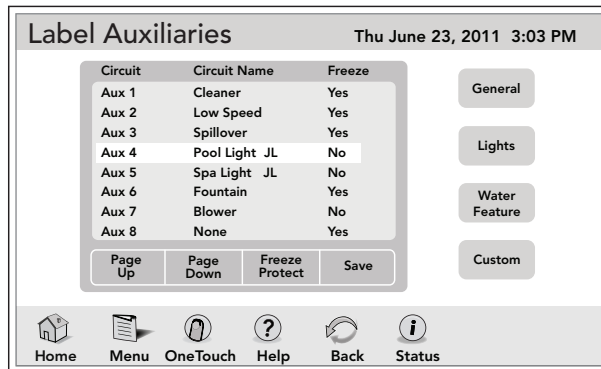 Label Auxiliaries Thu June 23, 2011 3:03 PM
Circuit Circuit Name Freeze
Aux 1 Cleaner Yes
Aux 2 Low Speed Yes
Aux 3 Spillover Yes
Aux 4 Pool Light JL No
Aux 5 Spa Light JL No
Aux 6 Fountain Yes
Aux 7 Blower No
Aux 8 None Yes
Page Up
Page Down
Freeze Protect
Save
General
Lights
Water
Feature
Custom
Home Menu OneTouch Help Back Status